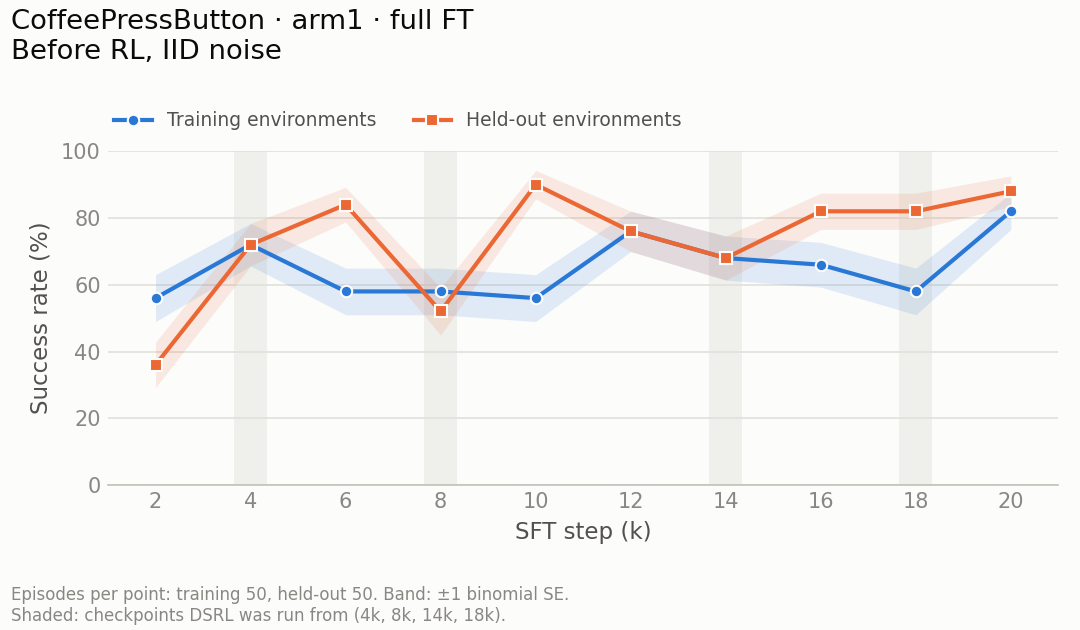 CoffeePressButton · arm1 · full FT
Before RL, IID noise
Training environments
Held-out environments
100
80
60
40
20
0
Success rate (%)
2
4
6
8
10
12
14
16
18
20
SFT step (k)
Episodes per point: training 50, held-out 50. Band: ±1 binomial SE.
Shaded: checkpoints DSRL was run from (4k, 8k, 14k, 18k).